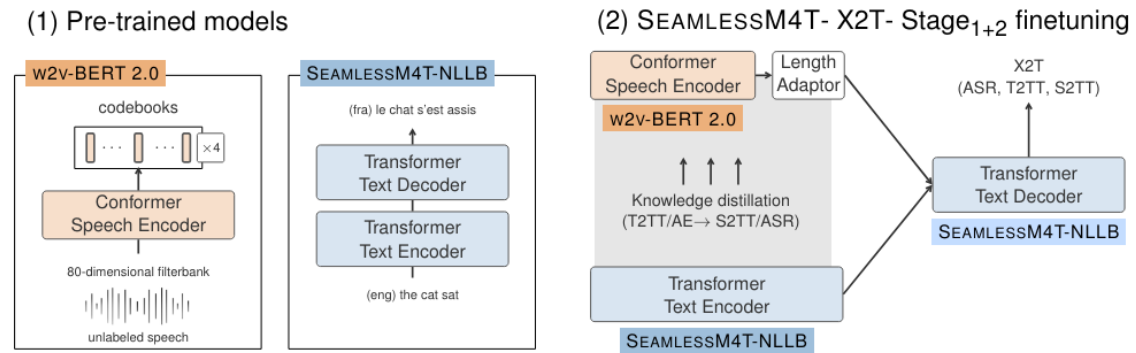 (1) Pre-trained models
w2v-BERT 2.0
codebooks
··· ··· ×4
Conformer
Speech Encoder
80-dimensional filterbank
unlabeled speech
SEAMLESSM4T-NLLB
(fra) le chat s'est assis
Transformer
Text Decoder
Transformer
Text Encoder
(eng) the cat sat
(2) SEAMLESSM4T- X2T- Stage1+2 finetuning
Conformer
Speech Encoder
Length
Adaptor
w2v-BERT 2.0
Knowledge distillation
(T2TT/AE→ S2TT/ASR)
Transformer
Text Encoder
SEAMLESSM4T-NLLB
X2T
(ASR, T2TT, S2TT)
Transformer
Text Decoder
SEAMLESSM4T-NLLB